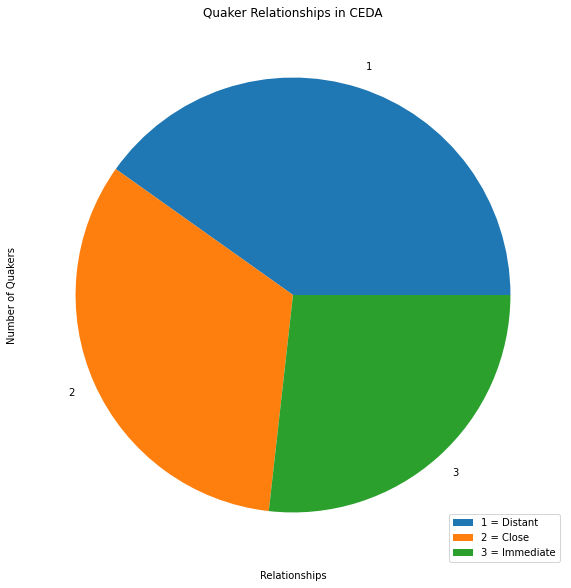 Quaker Relationships in CEDA
1
Number of Quakers
2
3
1 = Distant
2 = Close
3 = Immediate
Relationships